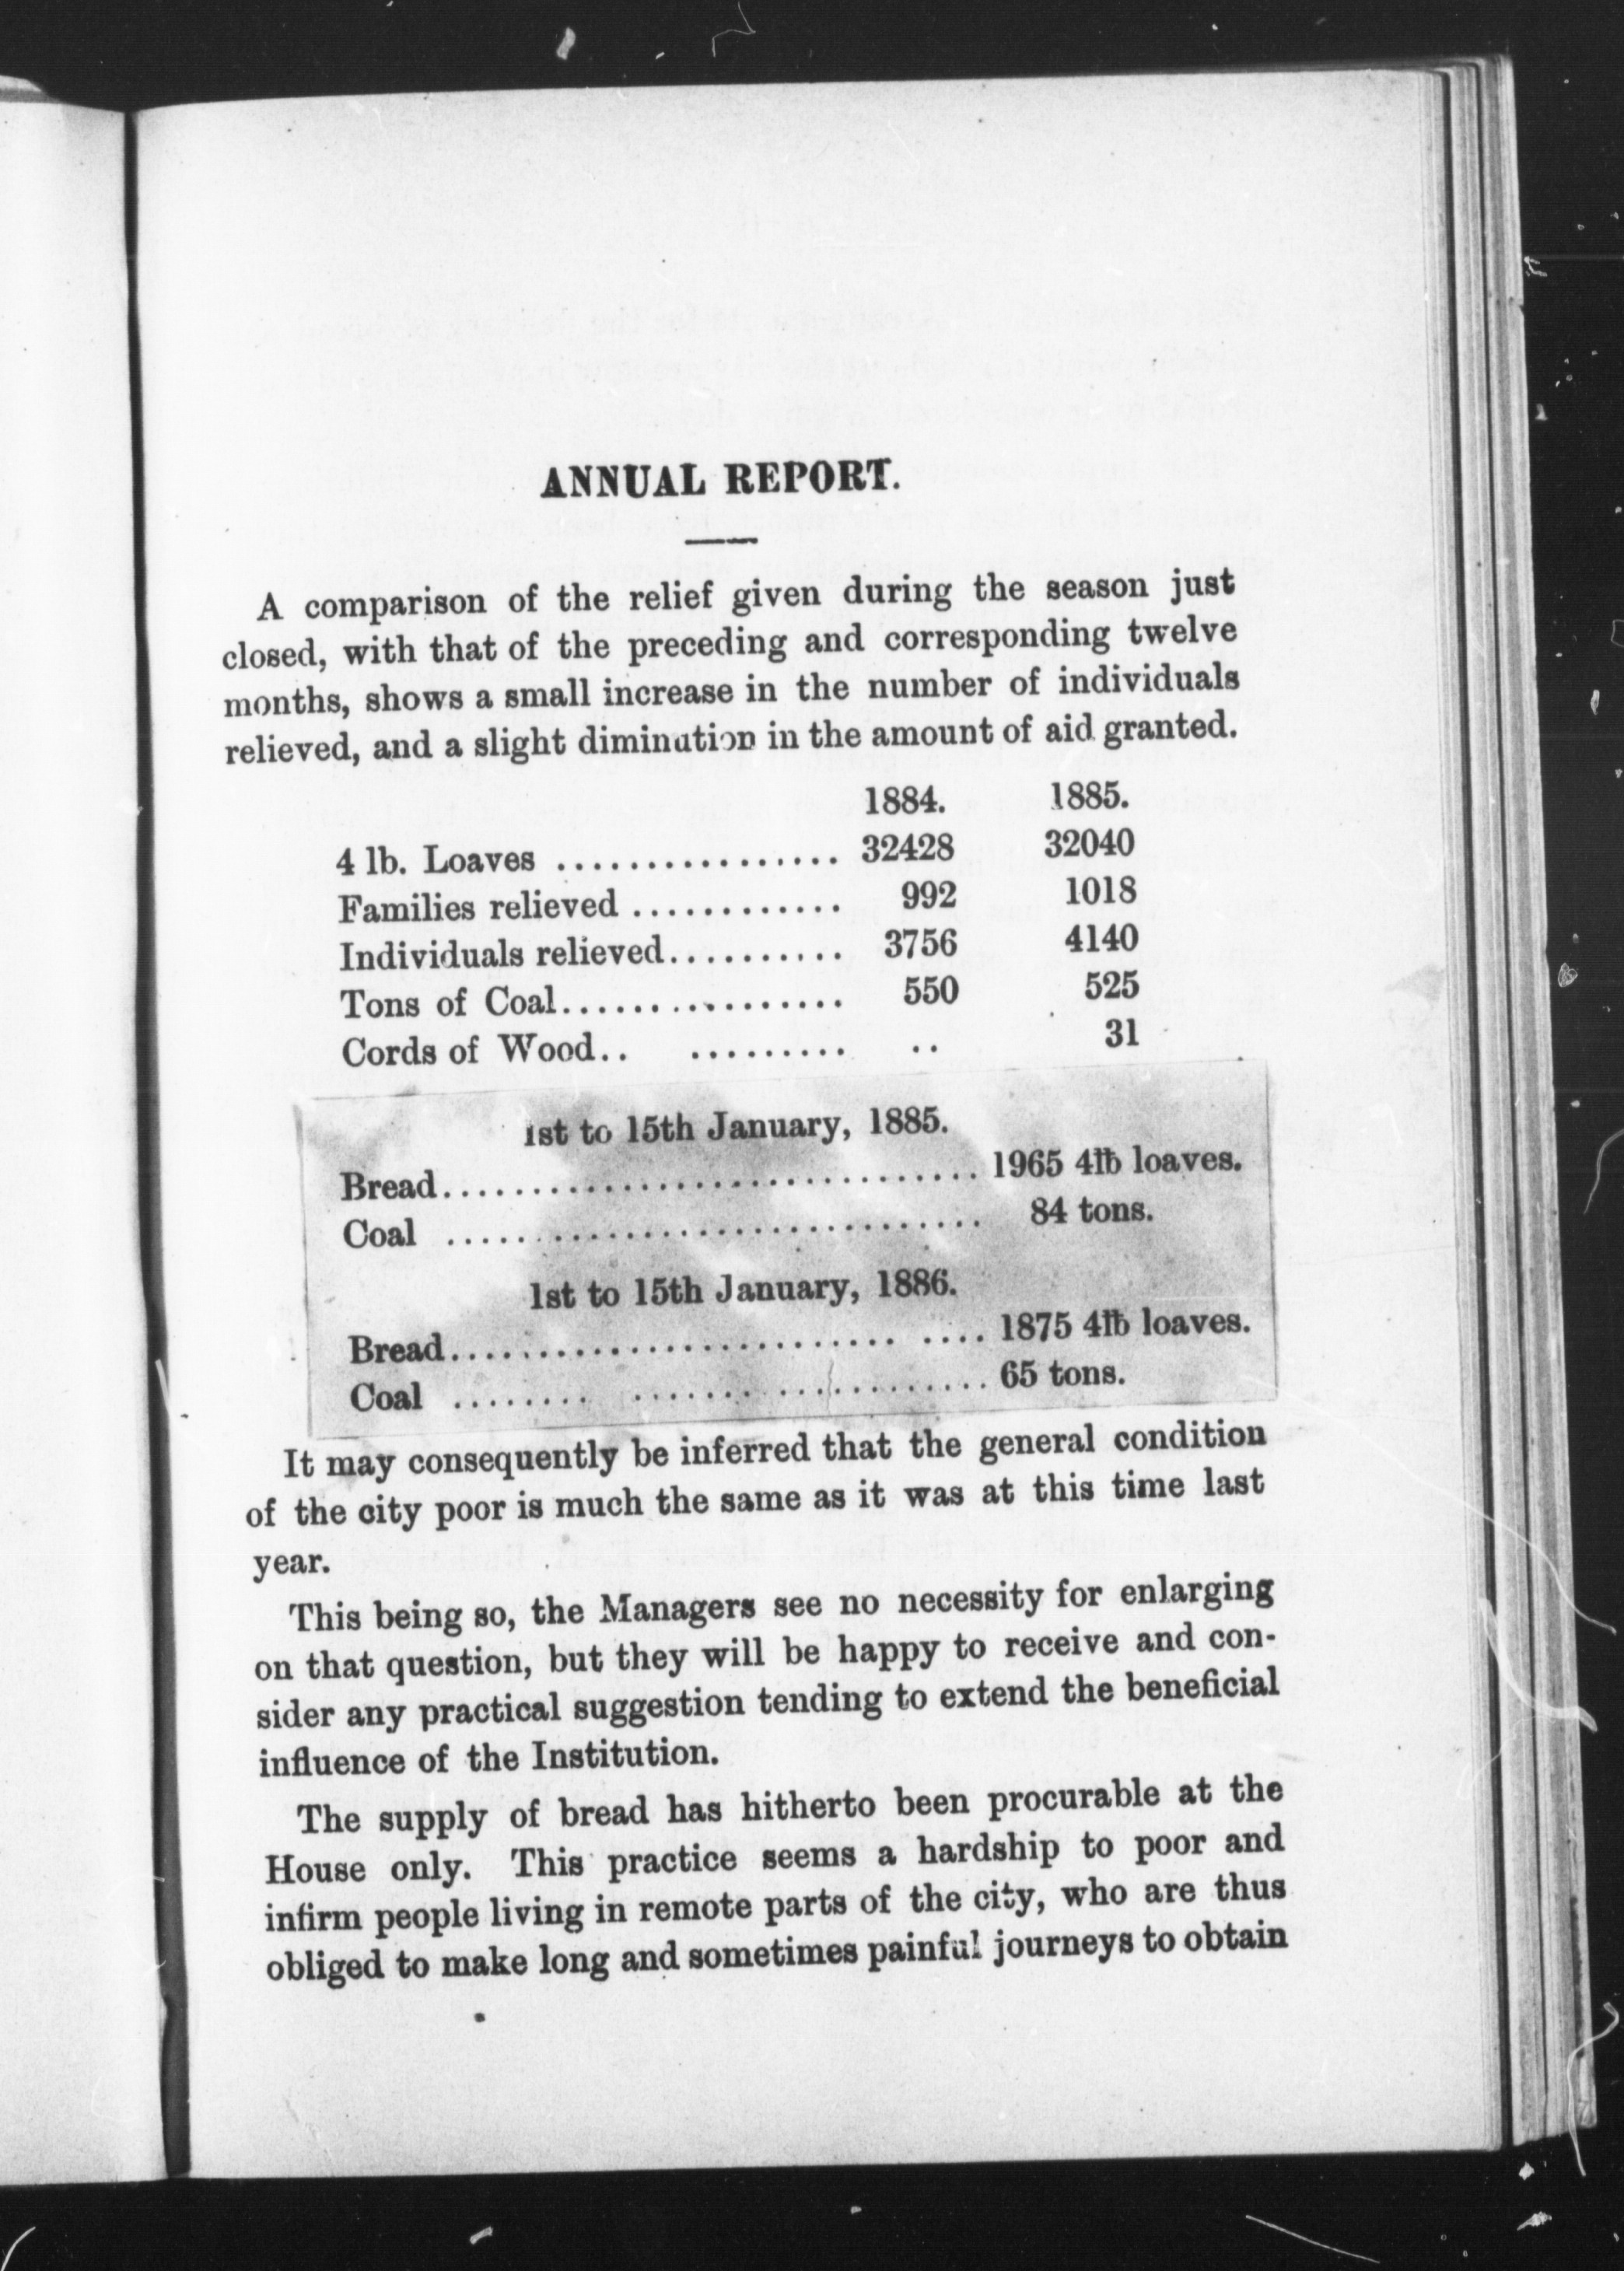 ANNUAL REPORT.
A comparison of the relief given during the season just
closed, with that of the preceding and corresponding twelve
months, shows a small increase in the number of individuals
relieved, and a slight diminution in the amount of aid granted.
1884. 1885.
4 lb. Loaves ................ 32428 32040
Families relieved ............ 992 1018
Individuals relieved.......... 3756 4140
Tons of Coal................ 550 525
Cords of Wood.. ......... .. 31
1st to 15th January, 1885.
Bread............................... 1965 4℔ loaves.
Coal ............................... 84 tons.
1st to 15th January, 1886.
Bread......................... .... 1875 4℔ loaves.
Coal ........ .................... 65 tons.
It may consequently be inferred that the general condition
of the city poor is much the same as it was at this time last
year.
This being so, the Managers see no necessity for enlarging
on that question, but they will be happy to receive and con-
sider any practical suggestion tending to extend the beneficial
influence of the Institution.
The supply of bread has hitherto been procurable at the
House only. This practice seems a hardship to poor and
infirm people living in remote parts of the city, who are thus
obliged to make long and sometimes painful journeys to obtain